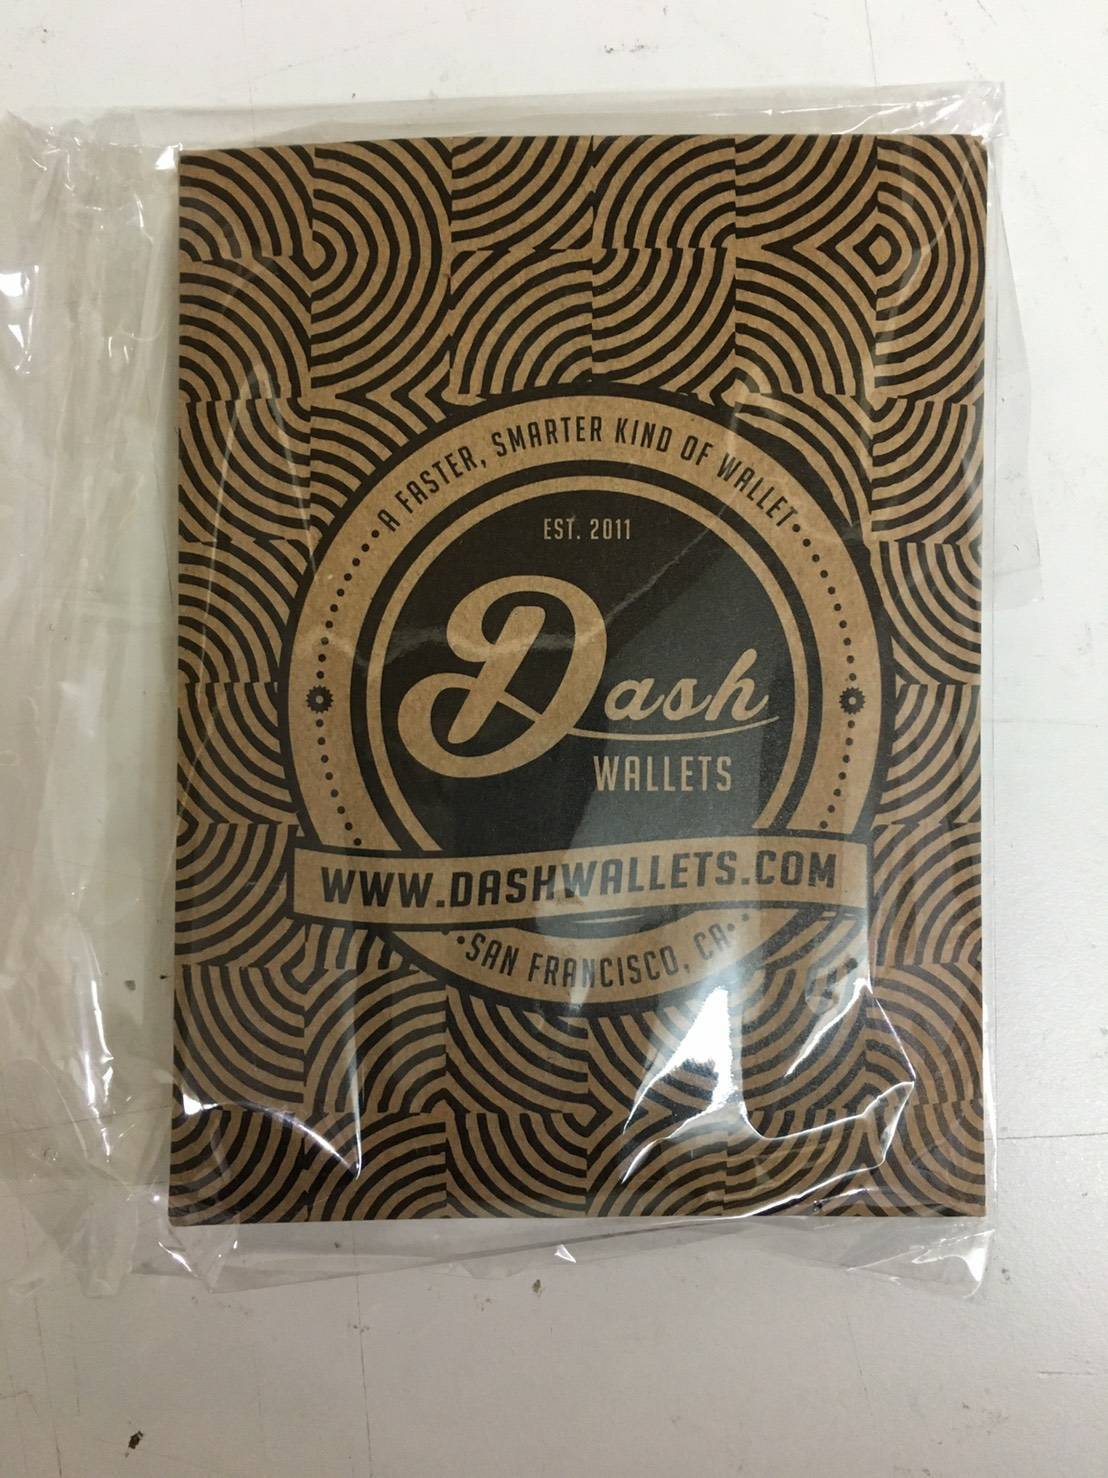 A FASTER, SMARTER KIND OF WALLET
EST. 2011
Dash
WALLETS
WWW.DASHWALLETS.COM
SAN FRANCISCO, CA